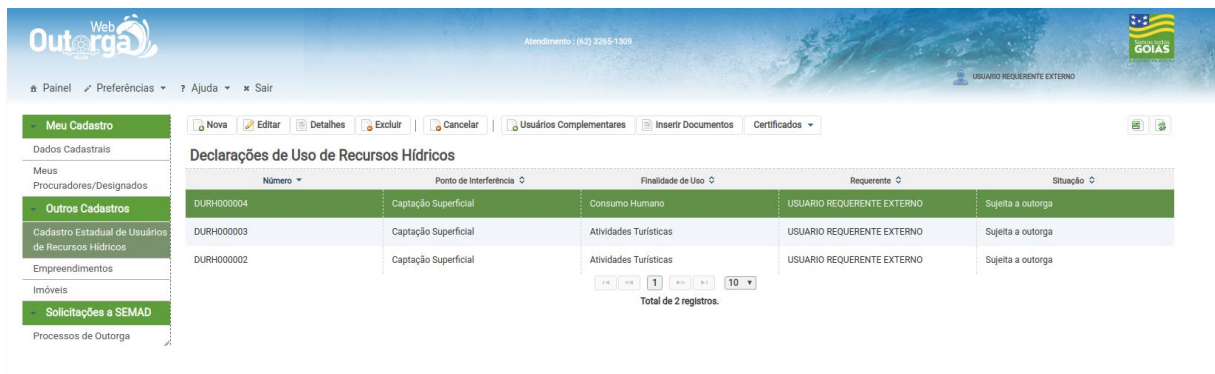 Web
Outorga
Atendimento : (62) 3265-1309
Somos todos
GOIÁS
USUARIO REQUERENTE EXTERNO
Painel Preferências ? Ajuda Sair
Meu Cadastro
Nova Editar Detalhes Excluir | Cancelar | Usuários Complementares Inserir Documentos Certificados
Dados Cadastrais
Declarações de Uso de Recursos Hídricos
Meus
Procuradores/Designados
Número Ponto de Interferência Finalidade de Uso Requerente Situação
Outros Cadastros
DURH000004 Captação Superficial Consumo Humano USUARIO REQUERENTE EXTERNO Sujeita a outorga
Cadastro Estadual de Usuários
de Recursos Hídricos
DURH000003 Captação Superficial Atividades Turísticas USUARIO REQUERENTE EXTERNO Sujeita a outorga
DURH000002 Captação Superficial Atividades Turísticas USUARIO REQUERENTE EXTERNO Sujeita a outorga
Empreendimentos
1 10
Imóveis
Total de 2 registros.
Solicitações a SEMAD
Processos de Outorga